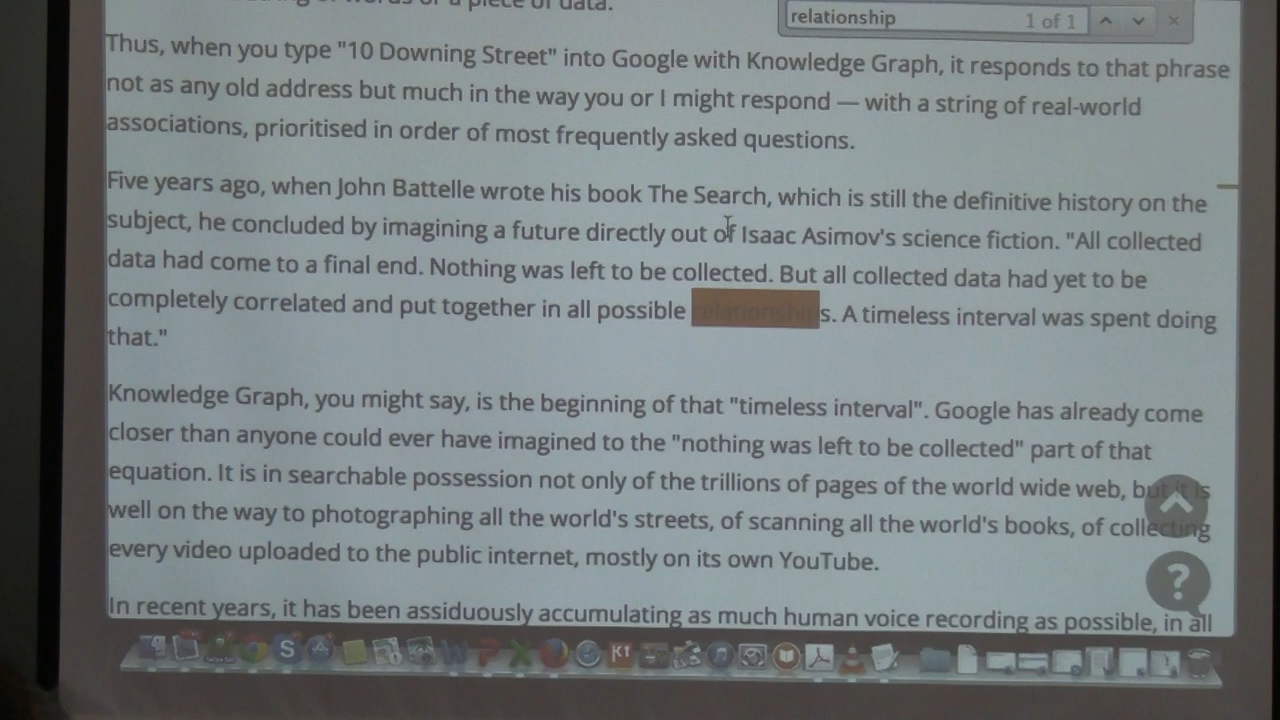 of words or a piece of data.
relationship 1 of 1
Thus, when you type "10 Downing Street" into Google with Knowledge Graph, it responds to that phrase
not as any old address but much in the way you or I might respond — with a string of real-world
associations, prioritised in order of most frequently asked questions.
Five years ago, when John Battelle wrote his book The Search, which is still the definitive history on the
subject, he concluded by imagining a future directly out of Isaac Asimov's science fiction. "All collected
data had come to a final end. Nothing was left to be collected. But all collected data had yet to be
completely correlated and put together in all possible relationships. A timeless interval was spent doing
that."
Knowledge Graph, you might say, is the beginning of that "timeless interval". Google has already come
closer than anyone could ever have imagined to the "nothing was left to be collected" part of that
equation. It is in searchable possession not only of the trillions of pages of the world wide web, but it is
well on the way to photographing all the world's streets, of scanning all the world's books, of collecting
every video uploaded to the public internet, mostly on its own YouTube.
?
In recent years, it has been assiduously accumulating as much human voice recording as possible, in all
S W P X K!